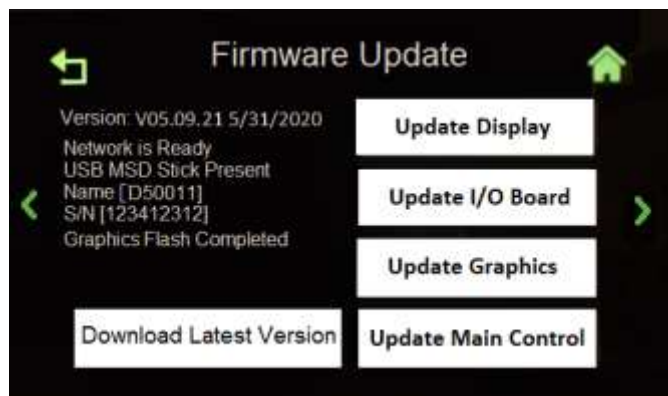 Firmware Update
Version: V05.09.21 5/31/2020
Network is Ready
USB MSD Stick Present
Name [D50011]
S/N [123412312]
Graphics Flash Completed
Update Display
Update I/O Board
Update Graphics
Download Latest Version
Update Main Control